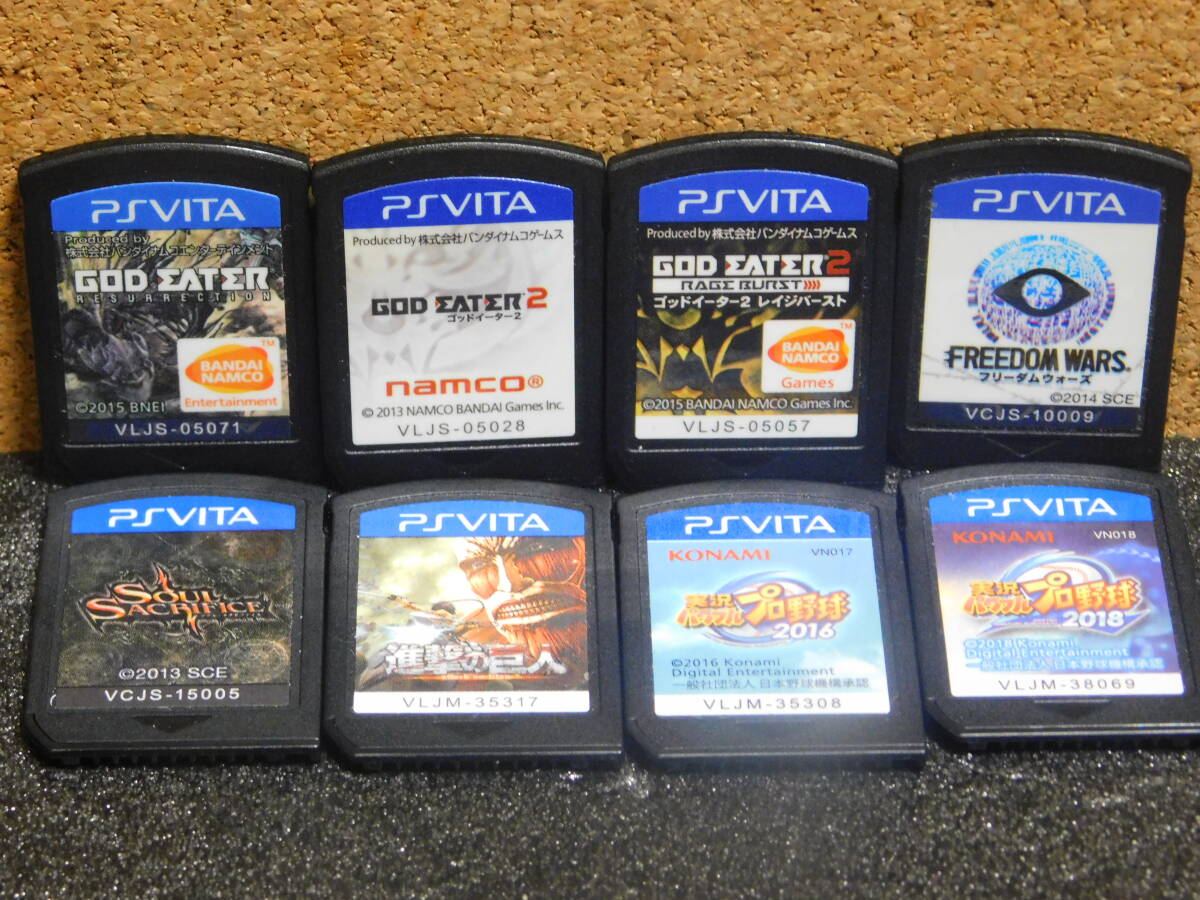 PSVITA
Produced by
株式会社バンダイナムコエンターテインメント
GOD EATER
RESURRECTION
BANDAI
NAMCO
TM
Entertainment
©2015 BNEI
VLJS-05071
PSVITA
Produced by 株式会社バンダイナムコゲームス
GOD EATER 2
ゴッドイーター2
namco®
© 2013 NAMCO BANDAI Games Inc.
VLJS-05028
PSVITA
Produced by 株式会社バンダイナムコゲームス
GOD EATER 2
RAGE BURST
ゴッドイーター2 レイジバースト
TM
BANDAI
NAMCO
Games
©2015 BANDAI NAMCO Games Inc.
VLJS-05057
PSVITA
FREEDOM WARS
フリーダムウォーズ
©2014 SCE
VCJS-10009
PSVITA
SOUL
SACRIFICE
©2013 SCE
VCJS-15005
PSVITA
進撃の巨人
VLJM-35317
PSVITA
KONAMI VN017
実況
パワフル
プロ野球
2016
©2016 Konami
Digital Entertainment
一般社団法人 日本野球機構承認
VLJM-35308
PSVITA
KONAMI VN018
実況
パワフル
プロ野球
2018
©2018 Konami
Digital Entertainment
一般社団法人 日本野球機構承認
VLJM-38069